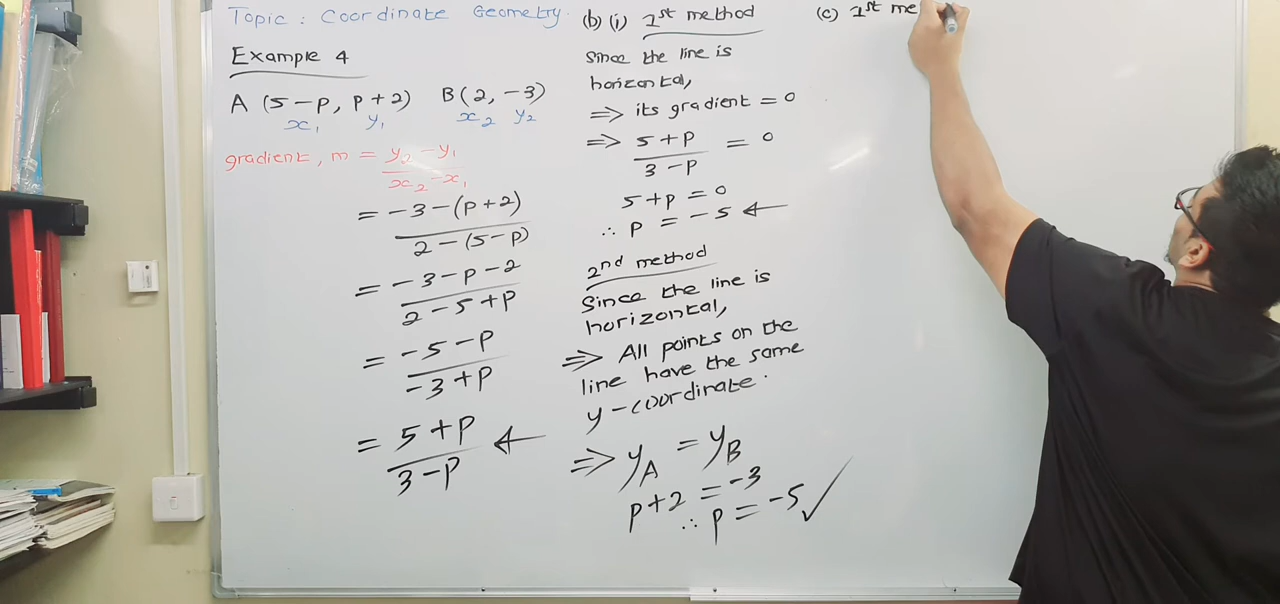 Topic : Coordinate Geometry.
Example 4
A (5-p, p+2) B(2, -3)
x₁ y₁ x₂ y₂
gradient, m = y₂-y₁
x₂-x₁
= -3-(p+2)
2-(5-p)
= -3-p-2
2-5+p
= -5-p
-3+p
= 5+p ←
3-p
(b) (i) 1st method
Since the line is
horizontal,
⇒ its gradient = 0
⇒ 5+p = 0
3-p
5+p = 0
∴ p = -5 ←
2nd method
Since the line is
horizontal,
⇒ All points on the
line have the same
y-coordinate.
⇒ yA = yB
p+2 = -3
∴ p = -5 ✓
(c) 1st me